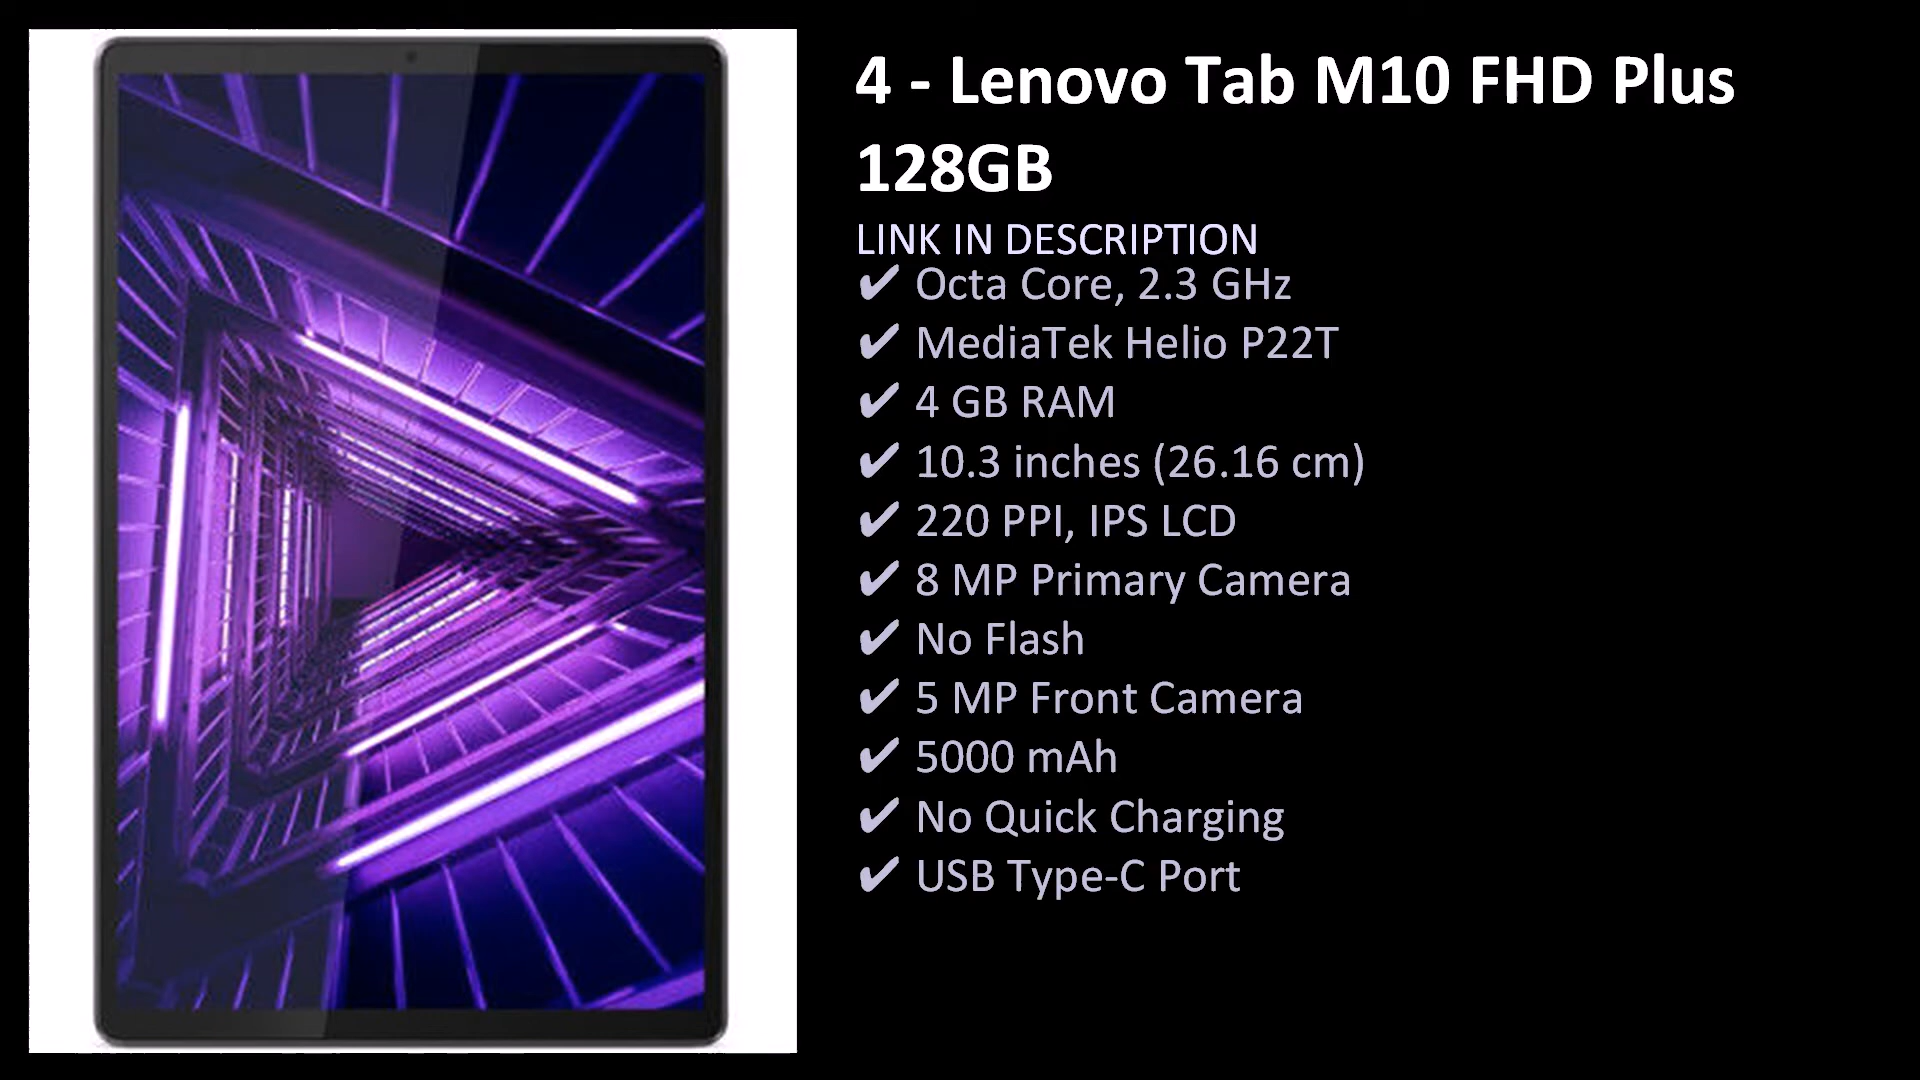 4 - Lenovo Tab M10 FHD Plus
128GB
LINK IN DESCRIPTION
✔ Octa Core, 2.3 GHz
✔ MediaTek Helio P22T
✔ 4 GB RAM
✔ 10.3 inches (26.16 cm)
✔ 220 PPI, IPS LCD
✔ 8 MP Primary Camera
✔ No Flash
✔ 5 MP Front Camera
✔ 5000 mAh
✔ No Quick Charging
✔ USB Type-C Port